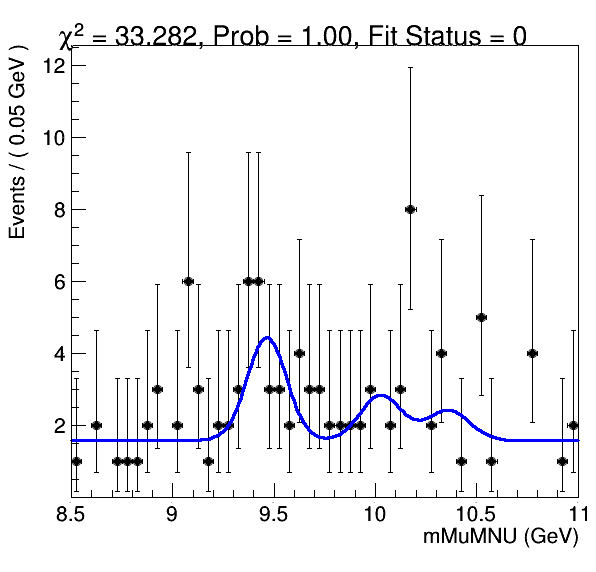 χ² = 33.282, Prob = 1.00, Fit Status = 0
Events / ( 0.05 GeV )
12
10
8
6
4
2
8.5 9 9.5 10 10.5 11
mMuMNU (GeV)